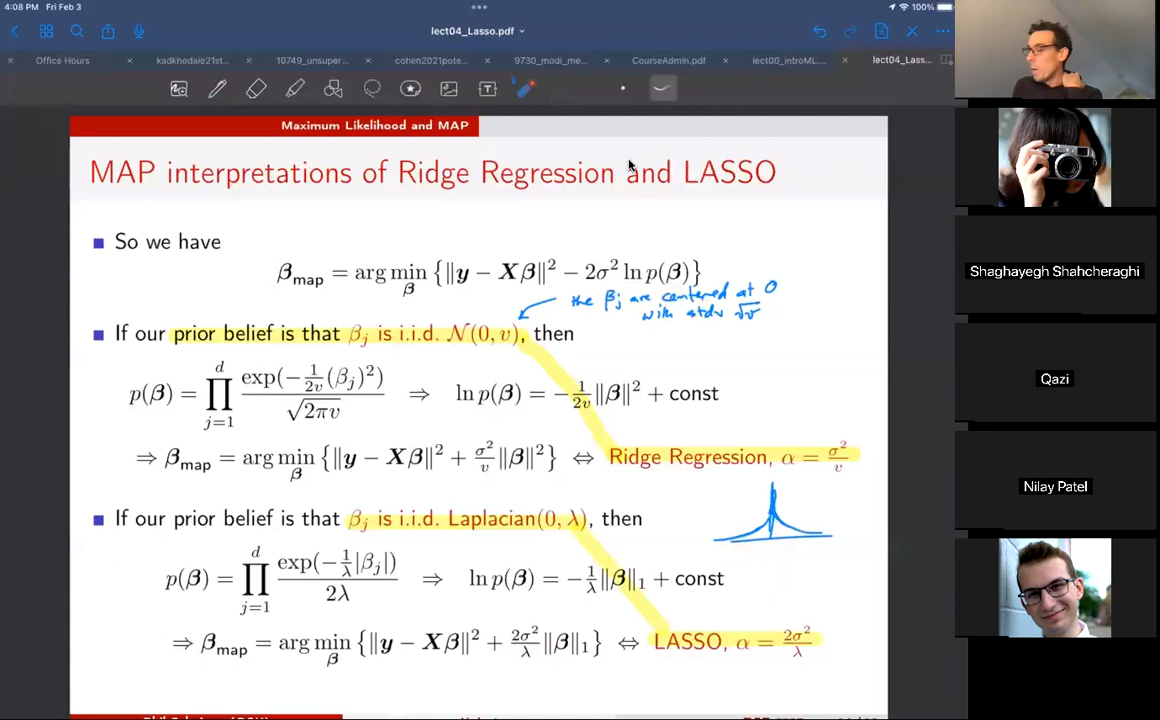 4:08 PM Fri Feb 3
100%
lect04_Lasso.pdf
Office Hours
kadkhodaie21st...
10749_unsuper...
cohen2021pote...
9730_modi_me...
CourseAdmin.pdf
lect00_introML....
lect04_Lass...
Maximum Likelihood and MAP
MAP interpretations of Ridge Regression and LASSO
So we have
β_map = arg min_β {‖y − Xβ‖² − 2σ² ln p(β)}
the βj are centered at 0
with stdv √v
If our prior belief is that βj is i.i.d. N(0, v), then
p(β) = ∏_{j=1}^{d} exp(−1/2v (βj)²) / √2πv ⇒ ln p(β) = −1/2v ‖β‖² + const
⇒ β_map = arg min_β {‖y − Xβ‖² + σ²/v ‖β‖²} ⇔ Ridge Regression, α = σ²/v
If our prior belief is that βj is i.i.d. Laplacian(0, λ), then
p(β) = ∏_{j=1}^{d} exp(−1/λ |βj|) / 2λ ⇒ ln p(β) = −1/λ ‖β‖₁ + const
⇒ β_map = arg min_β {‖y − Xβ‖² + 2σ²/λ ‖β‖₁} ⇔ LASSO, α = 2σ²/λ
Shaghayegh Shahcheraghi
Qazi
Nilay Patel